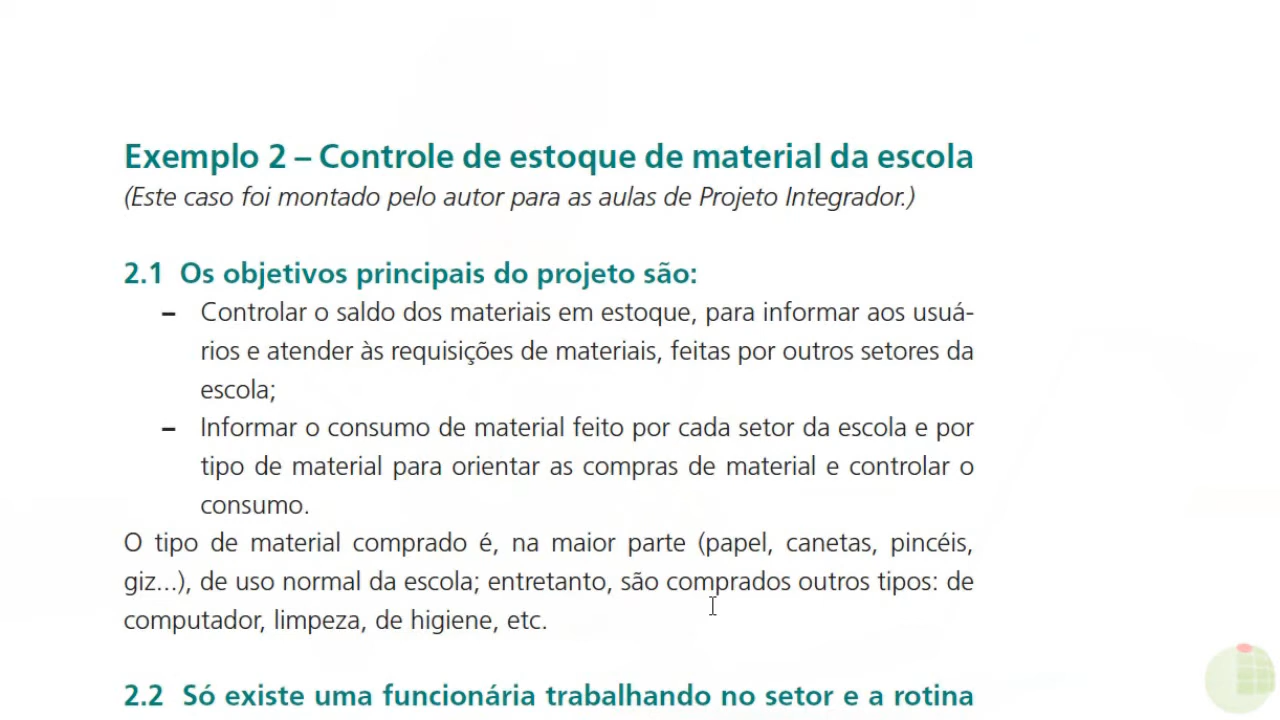 Exemplo 2 – Controle de estoque de material da escola
(Este caso foi montado pelo autor para as aulas de Projeto Integrador.)
2.1 Os objetivos principais do projeto são:
– Controlar o saldo dos materiais em estoque, para informar aos usuá-
rios e atender às requisições de materiais, feitas por outros setores da
escola;
– Informar o consumo de material feito por cada setor da escola e por
tipo de material para orientar as compras de material e controlar o
consumo.
O tipo de material comprado é, na maior parte (papel, canetas, pincéis,
giz...), de uso normal da escola; entretanto, são comprados outros tipos: de
computador, limpeza, de higiene, etc.
2.2 Só existe uma funcionária trabalhando no setor e a rotina